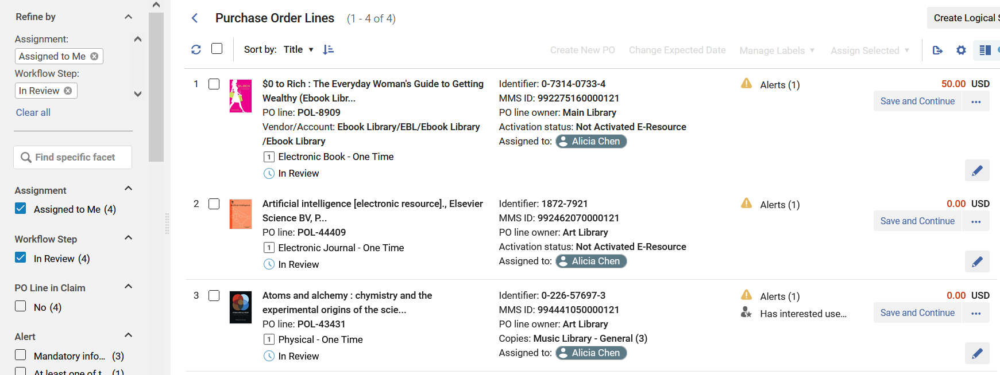 Refine by
Assignment:
Assigned to Me
Workflow Step:
In Review
Clear all
Find specific facet
Assignment
Assigned to Me (4)
Workflow Step
In Review (4)
PO Line in Claim
No (4)
Alert
Mandatory info... (3)
At least one of t... (1)
Purchase Order Lines (1 - 4 of 4)
Create Logical S
Sort by: Title
Create New PO Change Expected Date Manage Labels Assign Selected
1
$0 to Rich : The Everyday Woman's Guide to Getting
Wealthy (Ebook Libr...
PO line: POL-8909
Vendor/Account: Ebook Library/EBL/Ebook Library
/Ebook Library
1 Electronic Book - One Time
In Review
Identifier: 0-7314-0733-4
MMS ID: 992275160000121
PO line owner: Main Library
Activation status: Not Activated E-Resource
Assigned to: Alicia Chen
Alerts (1)
50.00 USD
Save and Continue
2
Artificial intelligence [electronic resource]., Elsevier
Science BV, P...
PO line: POL-44409
1 Electronic Journal - One Time
In Review
Identifier: 1872-7921
MMS ID: 992462070000121
PO line owner: Art Library
Activation status: Not Activated E-Resource
Assigned to: Alicia Chen
Alerts (1)
0.00 USD
Save and Continue
3
Atoms and alchemy : chymistry and the
experimental origins of the scie...
PO line: POL-43431
1 Physical - One Time
In Review
Identifier: 0-226-57697-3
MMS ID: 994441050000121
PO line owner: Art Library
Copies: Music Library - General (3)
Assigned to: Alicia Chen
Alerts (1)
Has interested use...
0.00 USD
Save and Continue